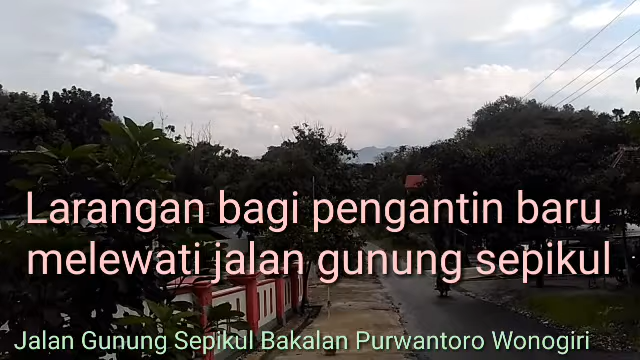 Larangan bagi pengantin baru
melewati jalan gunung sepikul
Jalan Gunung Sepikul Bakalan Purwantoro Wonogiri